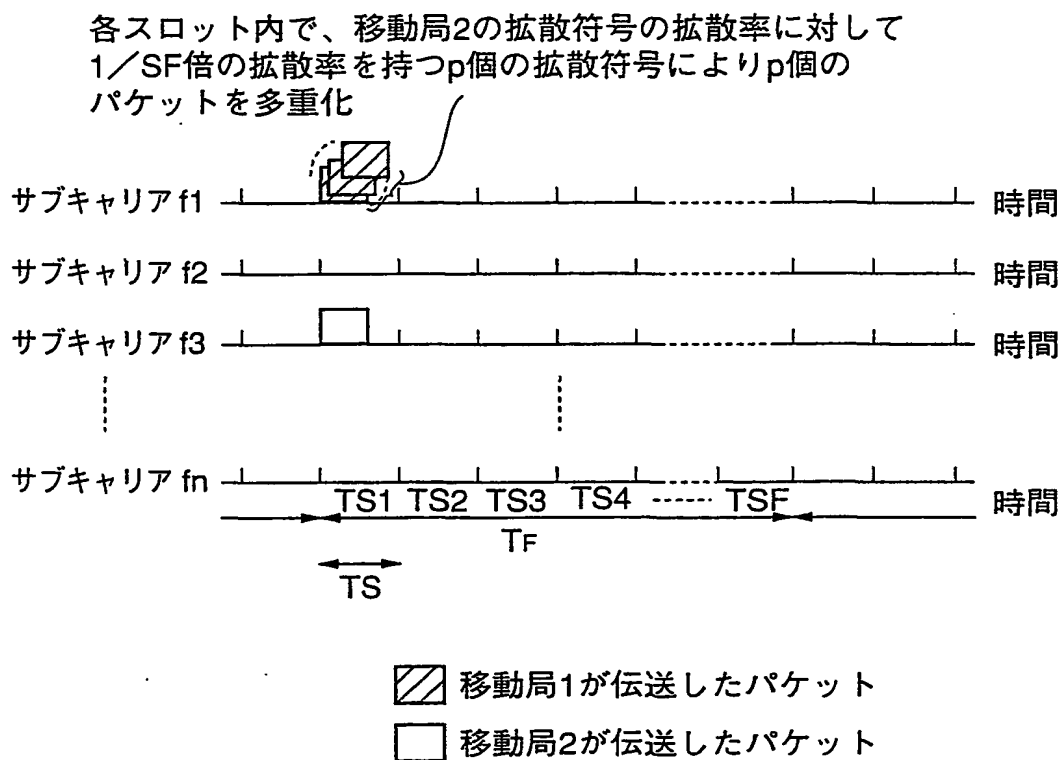 各スロット内で、移動局2の拡散符号の拡散率に対して
1/SF倍の拡散率を持つp個の拡散符号によりp個の
パケットを多重化
サブキャリア f1 時間
サブキャリア f2 時間
サブキャリア f3 時間
サブキャリア fn 時間
TS1 TS2 TS3 TS4 TSF
TF
TS
移動局1が伝送したパケット
移動局2が伝送したパケット